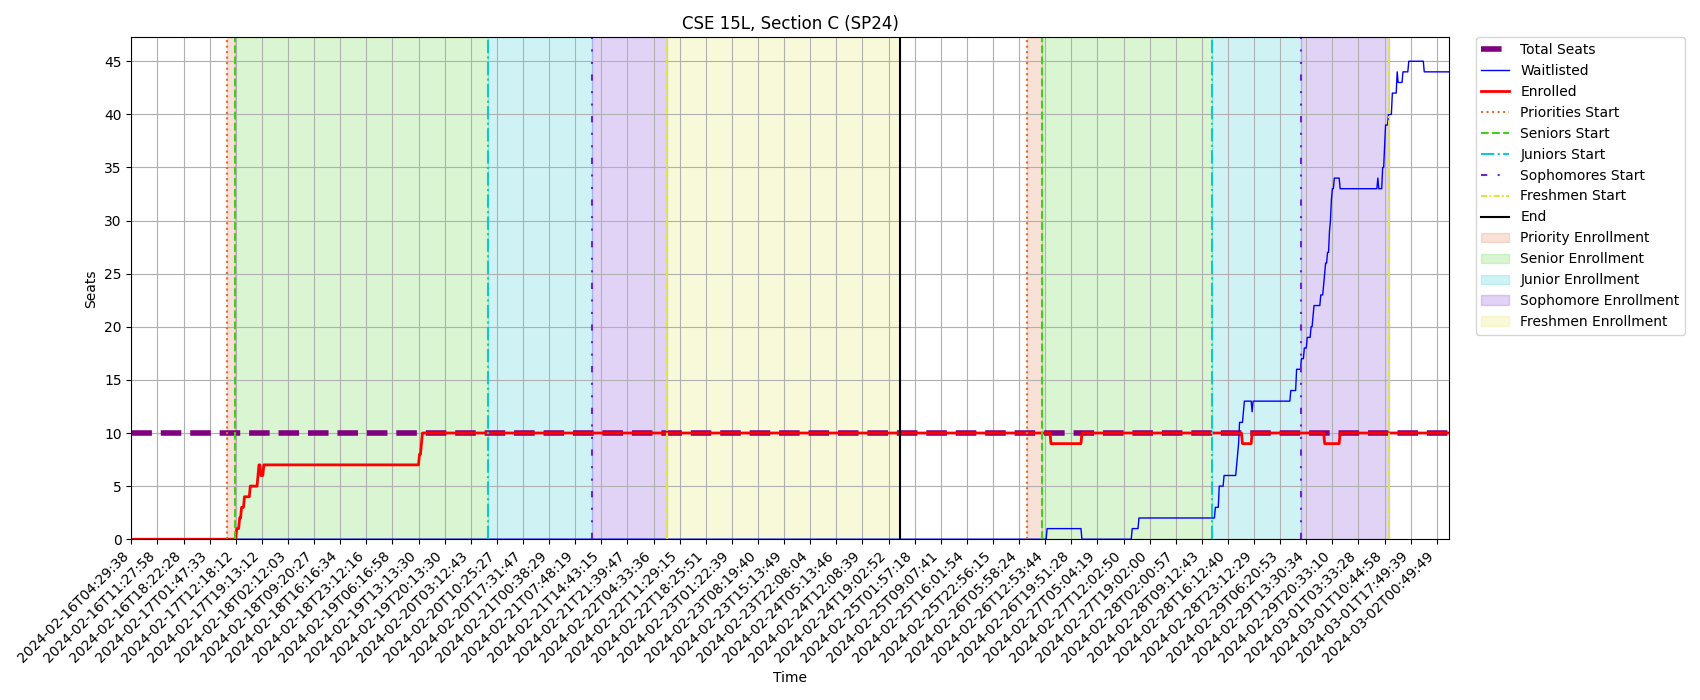 CSE 15L, Section C (SP24)
Seats
45
40
35
30
25
20
15
10
5
0
2024-02-16T04:29:38
2024-02-16T11:27:58
2024-02-16T18:22:28
2024-02-17T01:47:33
2024-02-17T12:18:12
2024-02-17T19:13:12
2024-02-18T02:12:03
2024-02-18T09:20:27
2024-02-18T16:16:34
2024-02-18T23:12:16
2024-02-19T06:16:58
2024-02-19T13:13:30
2024-02-19T20:13:30
2024-02-20T03:12:43
2024-02-20T10:25:27
2024-02-20T17:31:47
2024-02-21T00:38:29
2024-02-21T07:48:19
2024-02-21T14:43:15
2024-02-21T21:39:47
2024-02-22T04:33:36
2024-02-22T11:29:15
2024-02-22T18:25:51
2024-02-23T01:22:39
2024-02-23T08:19:40
2024-02-23T15:13:49
2024-02-23T22:08:04
2024-02-24T05:13:46
2024-02-24T12:08:39
2024-02-24T19:02:52
2024-02-25T01:57:18
2024-02-25T09:07:41
2024-02-25T16:01:54
2024-02-25T22:56:15
2024-02-26T05:58:24
2024-02-26T12:53:44
2024-02-26T19:51:28
2024-02-27T05:04:19
2024-02-27T12:02:50
2024-02-27T19:02:00
2024-02-28T02:00:57
2024-02-28T09:12:43
2024-02-28T16:12:40
2024-02-28T23:12:29
2024-02-29T06:20:53
2024-02-29T13:30:34
2024-02-29T20:33:10
2024-03-01T03:33:28
2024-03-01T10:44:58
2024-03-01T17:49:39
2024-03-02T00:49:49
Time
Total Seats
Waitlisted
Enrolled
Priorities Start
Seniors Start
Juniors Start
Sophomores Start
Freshmen Start
End
Priority Enrollment
Senior Enrollment
Junior Enrollment
Sophomore Enrollment
Freshmen Enrollment